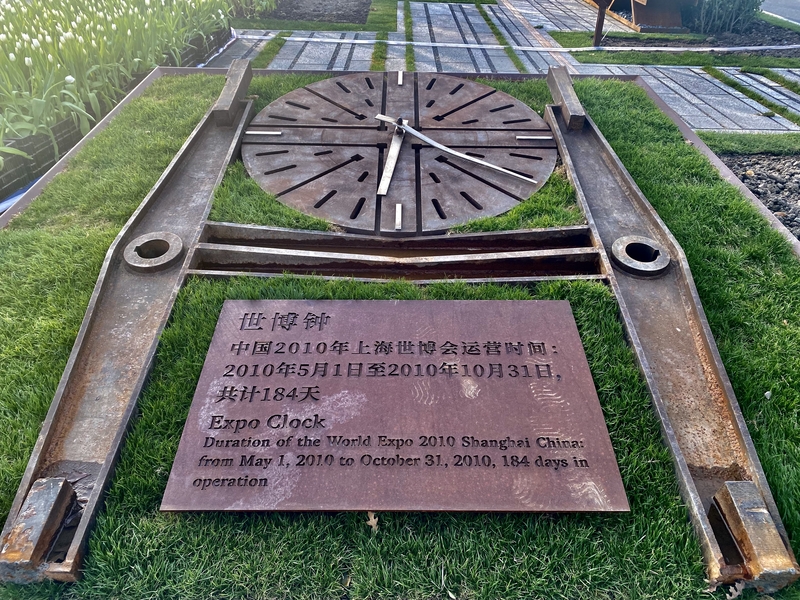 世博钟
中国2010年上海世博会运营时间：
2010年5月1日至2010年10月31日，
共计184天
Expo Clock
Duration of the World Expo 2010 Shanghai China:
from May 1, 2010 to October 31, 2010, 184 days in
operation